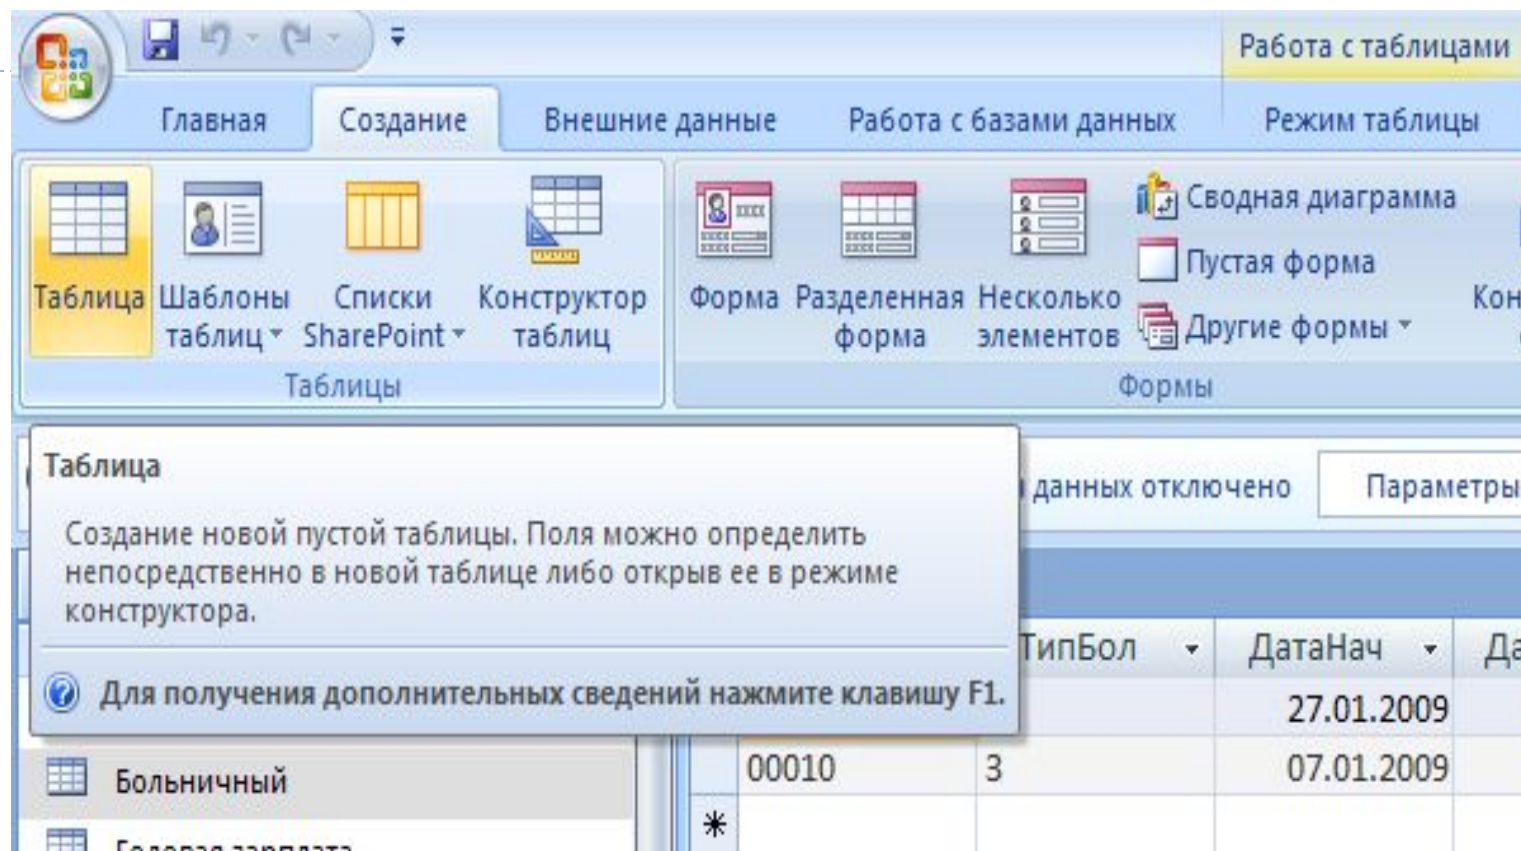 Работа с таблицами
Главная Создание Внешние данные Работа с базами данных Режим таблицы
Таблица Шаблоны таблиц Списки SharePoint Конструктор таблиц
Форма Разделенная форма Несколько элементов
Сводная диаграмма
Пустая форма
Другие формы
Таблицы Формы
Таблица
данных отключено Параметры
Создание новой пустой таблицы. Поля можно определить
непосредственно в новой таблице либо открыв ее в режиме
конструктора.
ТипБол ДатаНач
Для получения дополнительных сведений нажмите клавишу F1.
27.01.2009
Больничный
00010 3 07.01.2009